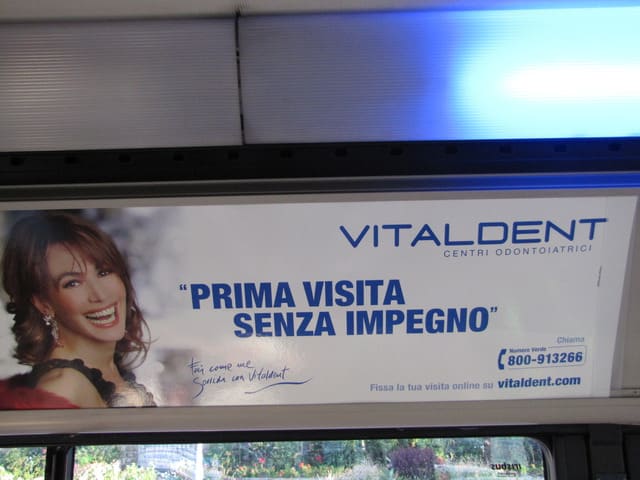 VITALDENT
CENTRI ODONTOIATRICI
"PRIMA VISITA
SENZA IMPEGNO"
Fai come me
Sorridi con Vitaldent
Chiama
Numero Verde
800-913266
Fissa la tua visita online su vitaldent.com